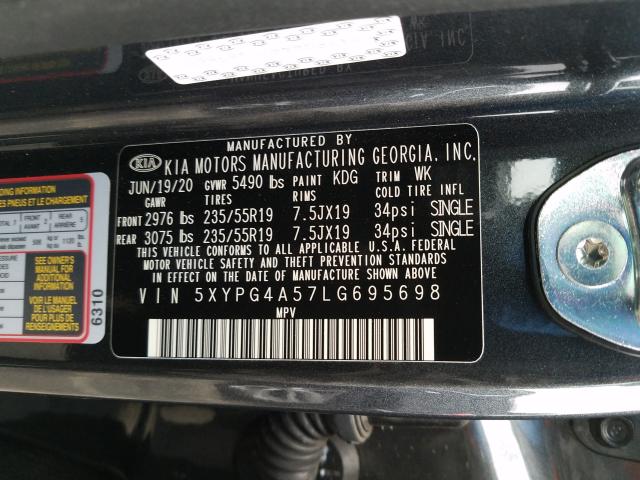 MANUFACTURED BY
KIA KIA MOTORS MANUFACTURING GEORGIA, INC.
JUN/19/20 GVWR 5490 lbs PAINT KDG TRIM WK
GAWR TIRES RIMS COLD TIRE INFL
FRONT 2976 lbs 235/55R19 7.5JX19 34psi SINGLE
REAR 3075 lbs 235/55R19 7.5JX19 34psi SINGLE
THIS VEHICLE CONFORMS TO ALL APPLICABLE U.S.A. FEDERAL
MOTOR VEHICLE SAFETY AND THEFT PREVENTION STANDARDS
IN EFFECT ON THE DATE OF MANUFACTURE SHOWN ABOVE.
VIN 5XYPG4A57LG695698
MPV
SEE OWNER'S
MANUAL FOR
ADDITIONAL
INFORMATION
VOIR LE MANUEL
DE L'USAGER
POUR PLUS DE
RENSEIGNEMENTS
6310